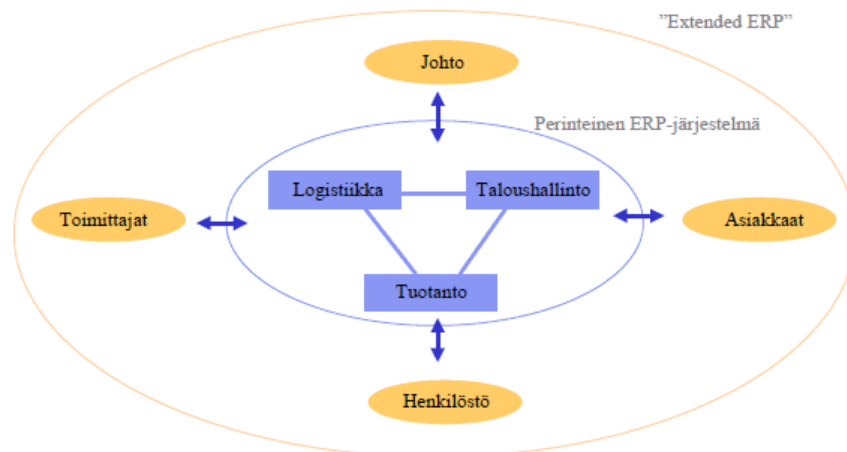 ”Extended ERP”
Johto
Perinteinen ERP-järjestelmä
Logistiikka
Taloushallinto
Toimittajat
Asiakkaat
Tuotanto
Henkilöstö